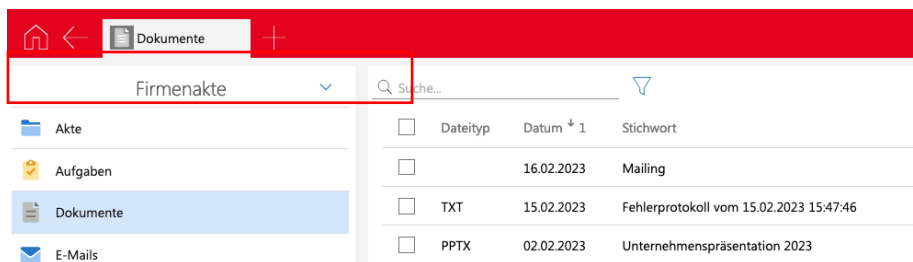 Dokumente
Firmenakte
Suche...
Akte
Aufgaben
Dokumente
E-Mails
Dateityp Datum 1 Stichwort
16.02.2023 Mailing
TXT 15.02.2023 Fehlerprotokoll vom 15.02.2023 15:47:46
PPTX 02.02.2023 Unternehmenspräsentation 2023